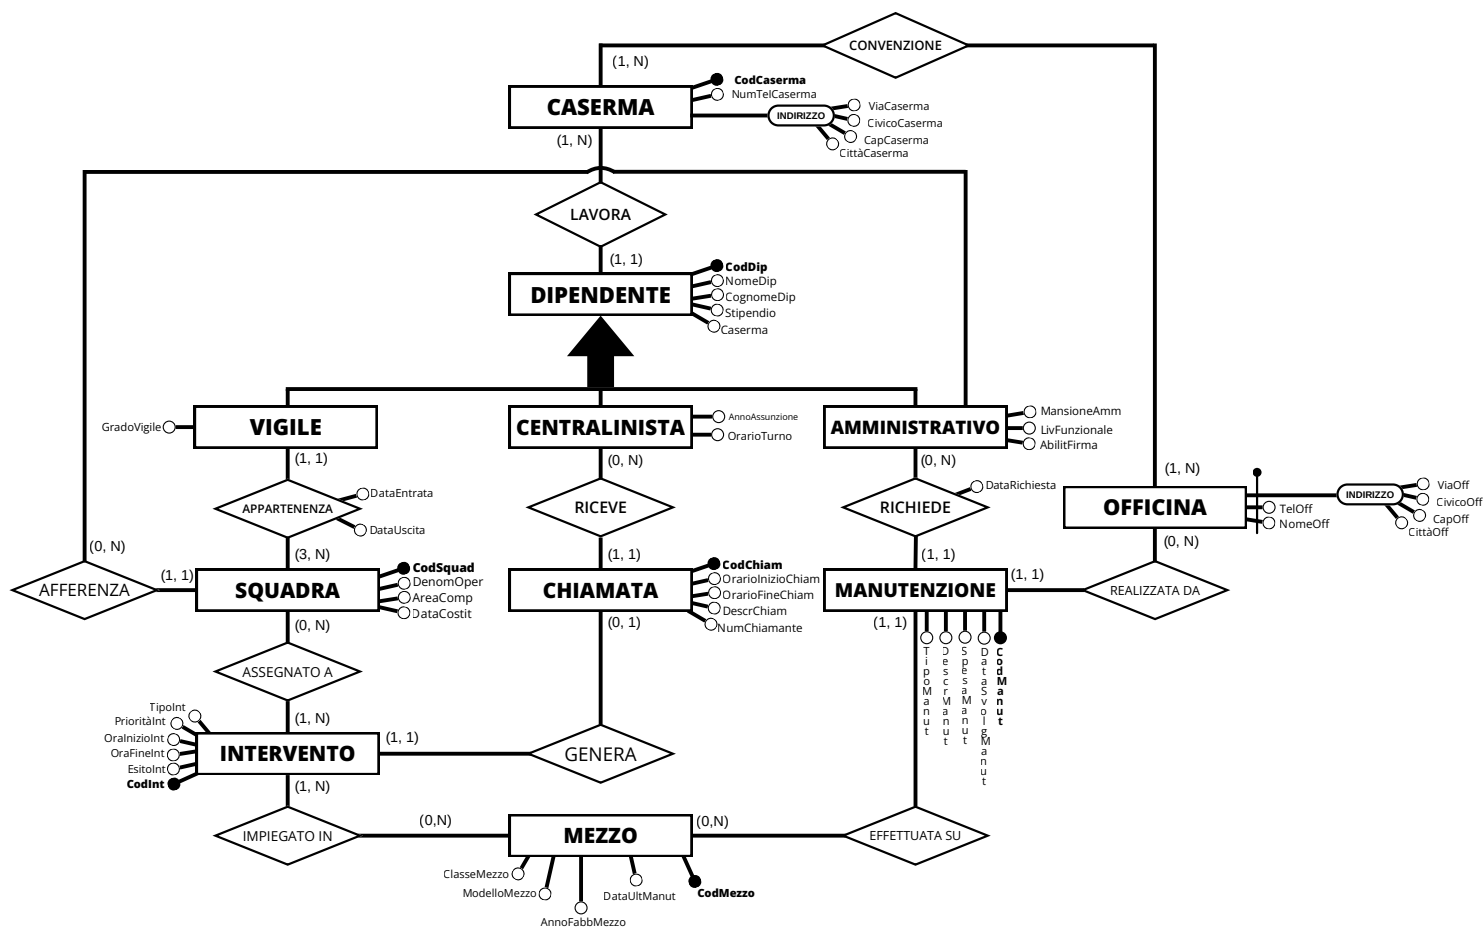 CONVENZIONE
(1, N)
CodCaserma
NumTelCaserma
CASERMA
INDIRIZZO
ViaCaserma
CivicoCaserma
CapCaserma
CittàCaserma
(1, N)
LAVORA
(1, 1)
CodDip
NomeDip
CognomeDip
Stipendio
Caserma
DIPENDENTE
GradoVigile
VIGILE
CENTRALINISTA
AnnoAssunzione
OrarioTurno
AMMINISTRATIVO
MansioneAmm
LivFunzionale
AbilitFirma
(1, 1)
(0, N)
(0, N)
(1, N)
APPARTENENZA
DataEntrata
DataUscita
RICEVE
RICHIEDE
DataRichiesta
OFFICINA
TelOff
NomeOff
INDIRIZZO
ViaOff
CivicoOff
CapOff
CittàOff
(0, N)
(3, N)
(1, 1)
(1, 1)
(0, N)
AFFERENZA
(1, 1)
SQUADRA
CodSquad
DenomOper
AreaComp
DataCostit
CHIAMATA
CodChiam
OrarioInizioChiam
OrarioFineChiam
DescrChiam
NumChiamante
MANUTENZIONE
(1, 1)
REALIZZATA DA
(0, N)
(0, 1)
(1, 1)
TipoManut
DescrManut
SpesaManut
DataSvolgManut
CodManut
ASSEGNATO A
(1, N)
TipoInt
PrioritàInt
OraInizioInt
OraFineInt
EsitoInt
CodInt
INTERVENTO
(1, 1)
GENERA
(1, N)
IMPIEGATO IN
(0,N)
MEZZO
(0,N)
EFFETTUATA SU
ClasseMezzo
ModelloMezzo
AnnoFabbMezzo
DataUltManut
CodMezzo